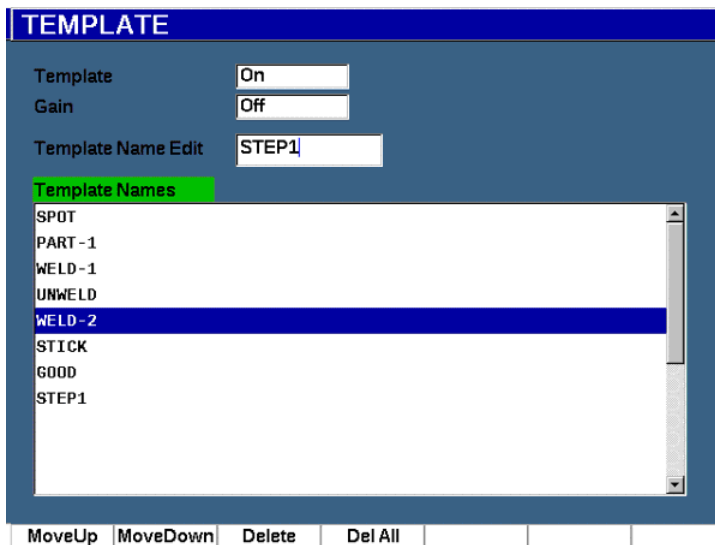 TEMPLATE
Template On
Gain Off
Template Name Edit STEP1
Template Names
SPOT
PART-1
WELD-1
UNWELD
WELD-2
STICK
GOOD
STEP1
MoveUp MoveDown Delete Del All